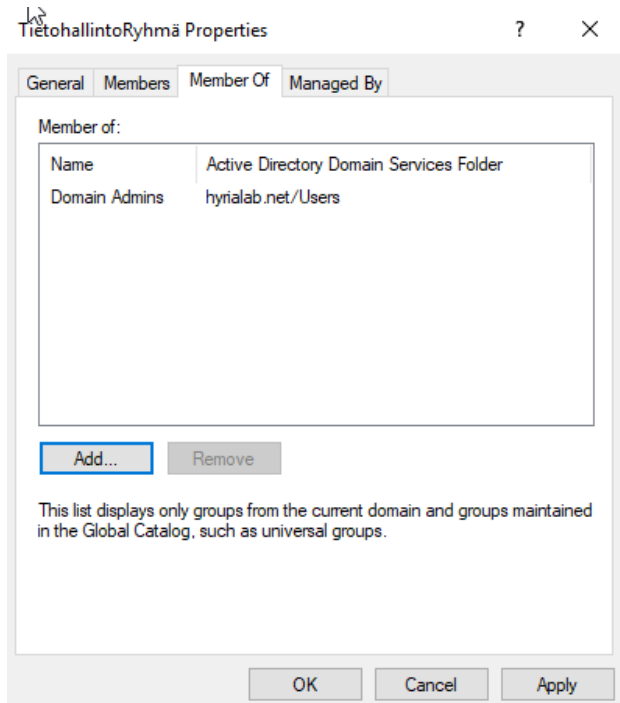 TietohallintoRyhmä Properties ? ×
General Members Member Of Managed By
Member of:
Name Active Directory Domain Services Folder
Domain Admins hyrialab.net/Users
Add... Remove
This list displays only groups from the current domain and groups maintained
in the Global Catalog, such as universal groups.
OK Cancel Apply